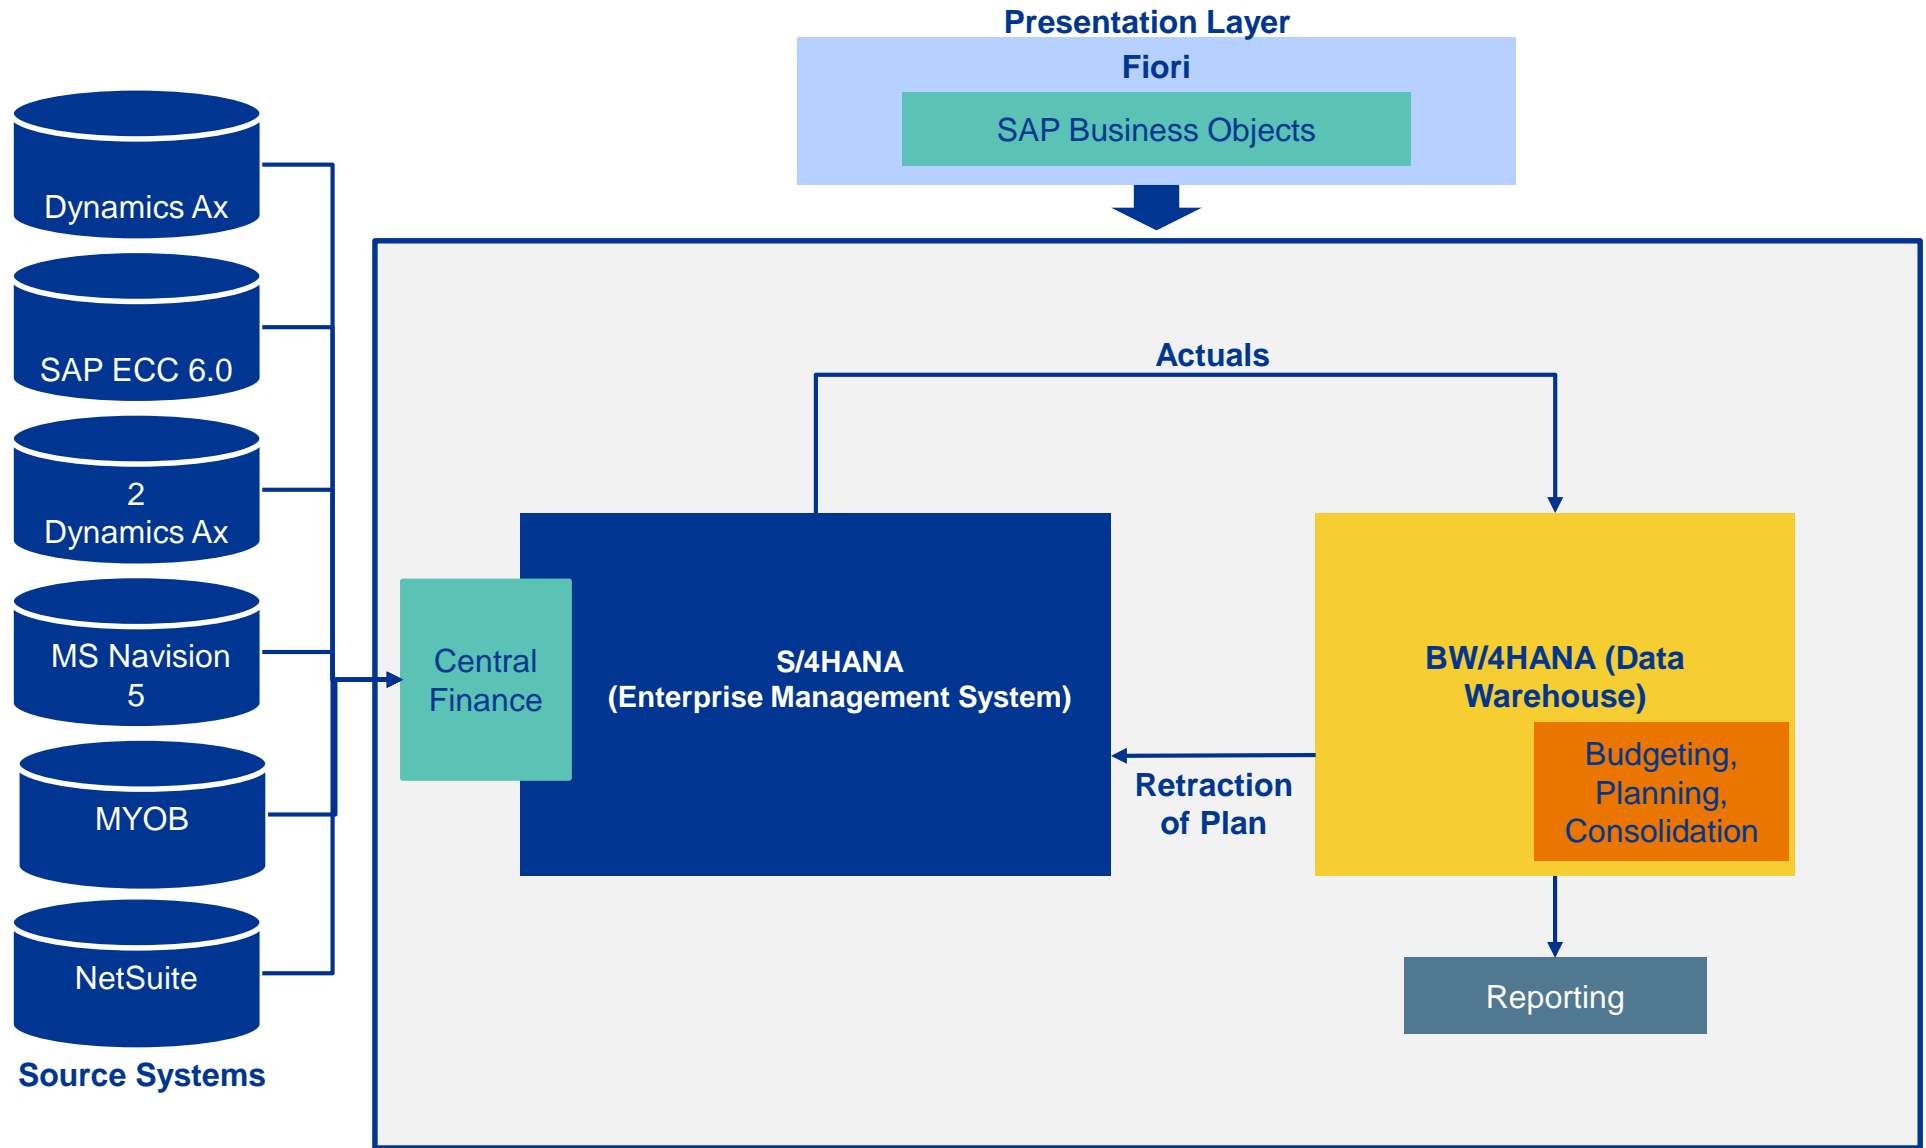 Presentation Layer
Fiori
SAP Business Objects
Dynamics Ax
SAP ECC 6.0
2
Dynamics Ax
MS Navision
5
MYOB
NetSuite
Source Systems
Central
Finance
S/4HANA
(Enterprise Management System)
Actuals
Retraction
of Plan
BW/4HANA (Data
Warehouse)
Budgeting,
Planning,
Consolidation
Reporting